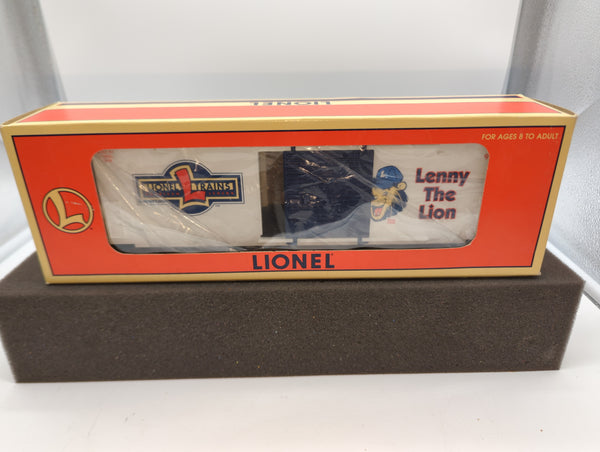 LIONEL
FOR AGES 8 TO ADULT
L
LIONEL L TRAINS
Lenny
The
Lion
LIONEL